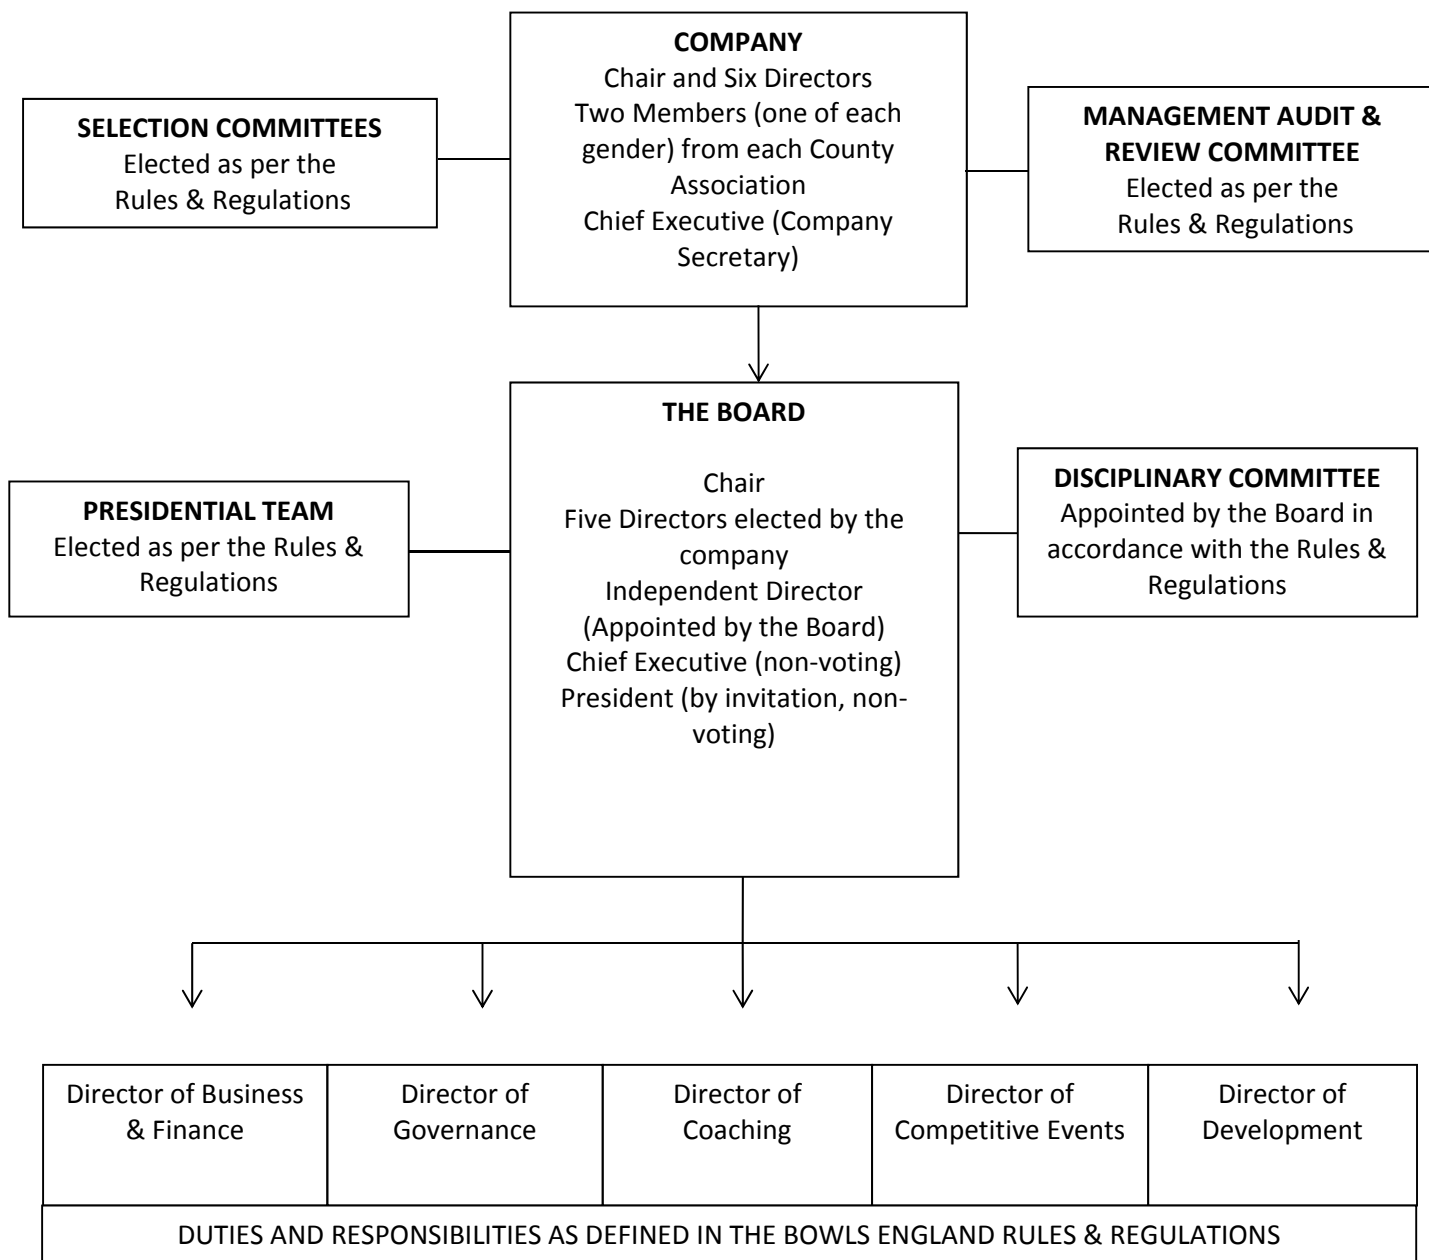 COMPANY
Chair and Six Directors
Two Members (one of each
gender) from each County
Association
Chief Executive (Company
Secretary)
SELECTION COMMITTEES
Elected as per the
Rules & Regulations
MANAGEMENT AUDIT &
REVIEW COMMITTEE
Elected as per the
Rules & Regulations
THE BOARD
Chair
Five Directors elected by the
company
Independent Director
(Appointed by the Board)
Chief Executive (non-voting)
President (by invitation, non-
voting)
PRESIDENTIAL TEAM
Elected as per the Rules &
Regulations
DISCIPLINARY COMMITTEE
Appointed by the Board in
accordance with the Rules &
Regulations
Director of Business
& Finance
Director of
Governance
Director of
Coaching
Director of
Competitive Events
Director of
Development
DUTIES AND RESPONSIBILITIES AS DEFINED IN THE BOWLS ENGLAND RULES & REGULATIONS